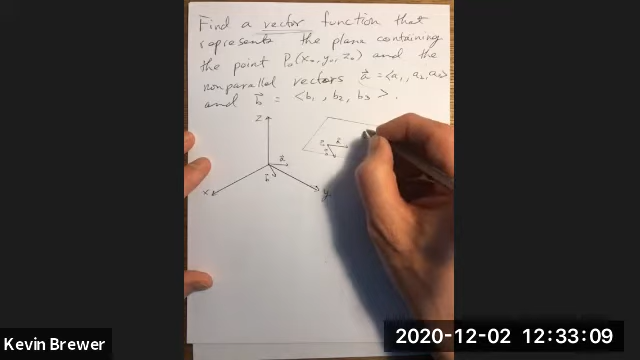 Find a vector function that
represents the plane containing
the point P₀(x₀, y₀, z₀) and the
nonparallel vectors a⃗ = <a₁, a₂, a₃>
and b⃗ = <b₁, b₂, b₃>.
z
a⃗
P₀ a⃗
b⃗
b⃗
x y
Kevin Brewer
2020-12-02 12:33:09